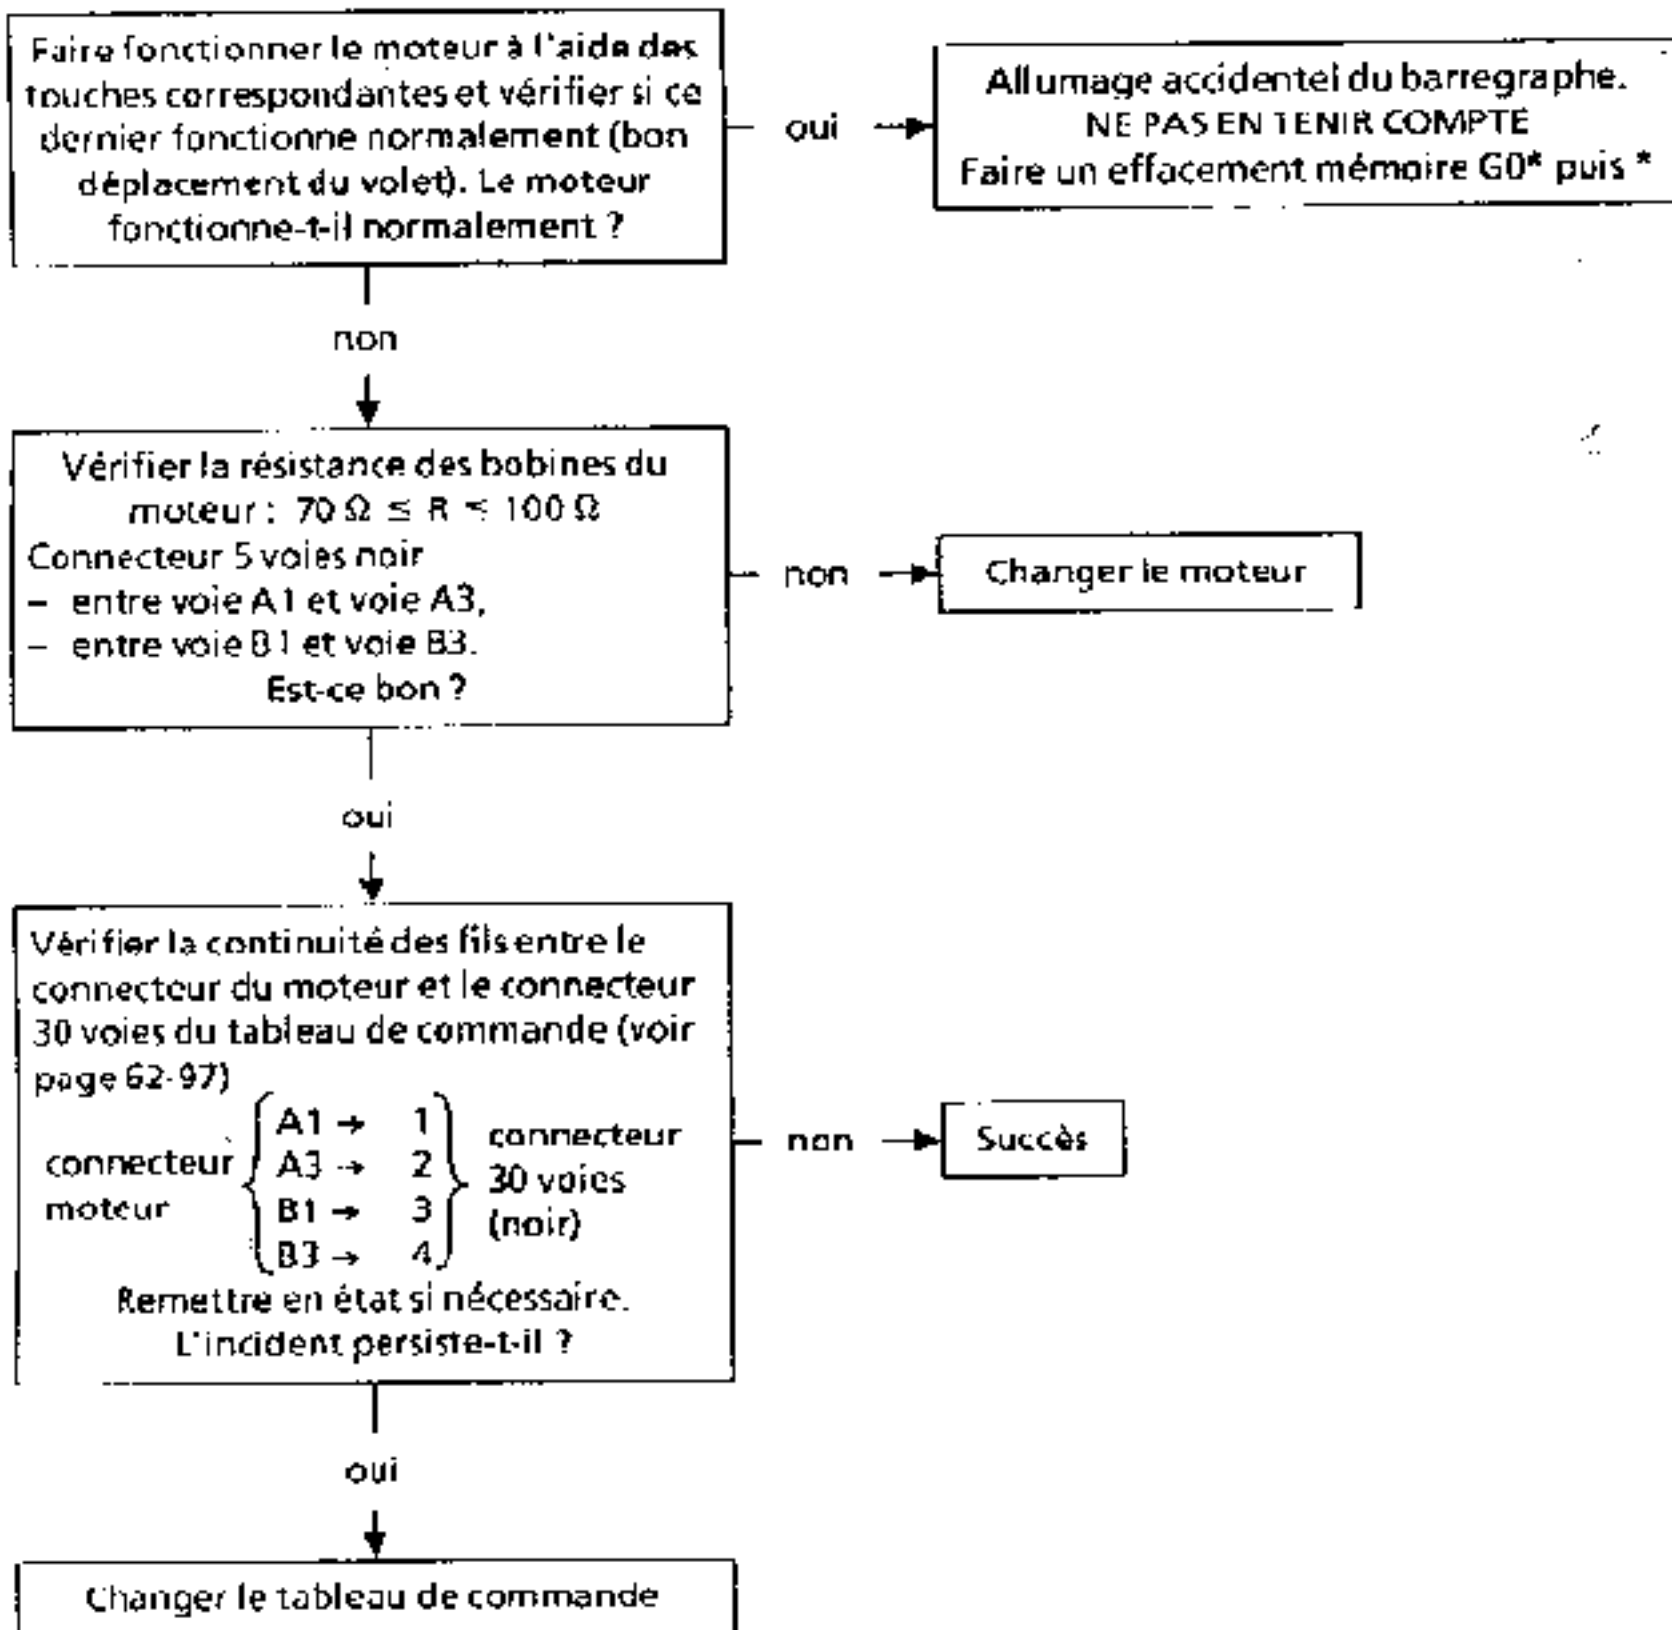 Faire fonctionner le moteur à l'aide des
touches correspondantes et vérifier si ce
dernier fonctionne normalement (bon
déplacement du volet). Le moteur
fonctionne-t-il normalement ?
oui
Allumage accidentel du barregraphe.
NE PAS EN TENIR COMPTE
Faire un effacement mémoire G0* puis *
non
Vérifier la résistance des bobines du
moteur : 70 Ω ≤ R ≤ 100 Ω
Connecteur 5 voies noir
– entre voie A1 et voie A3,
– entre voie B1 et voie B3.
Est-ce bon ?
non
Changer le moteur
oui
Vérifier la continuité des fils entre le
connecteur du moteur et le connecteur
30 voies du tableau de commande (voir
page 62-97)
connecteur
moteur
A1 → 1
A3 → 2
B1 → 3
B3 → 4
connecteur
30 voies
(noir)
Remettre en état si nécessaire.
L'incident persiste-t-il ?
non
Succès
oui
Changer le tableau de commande